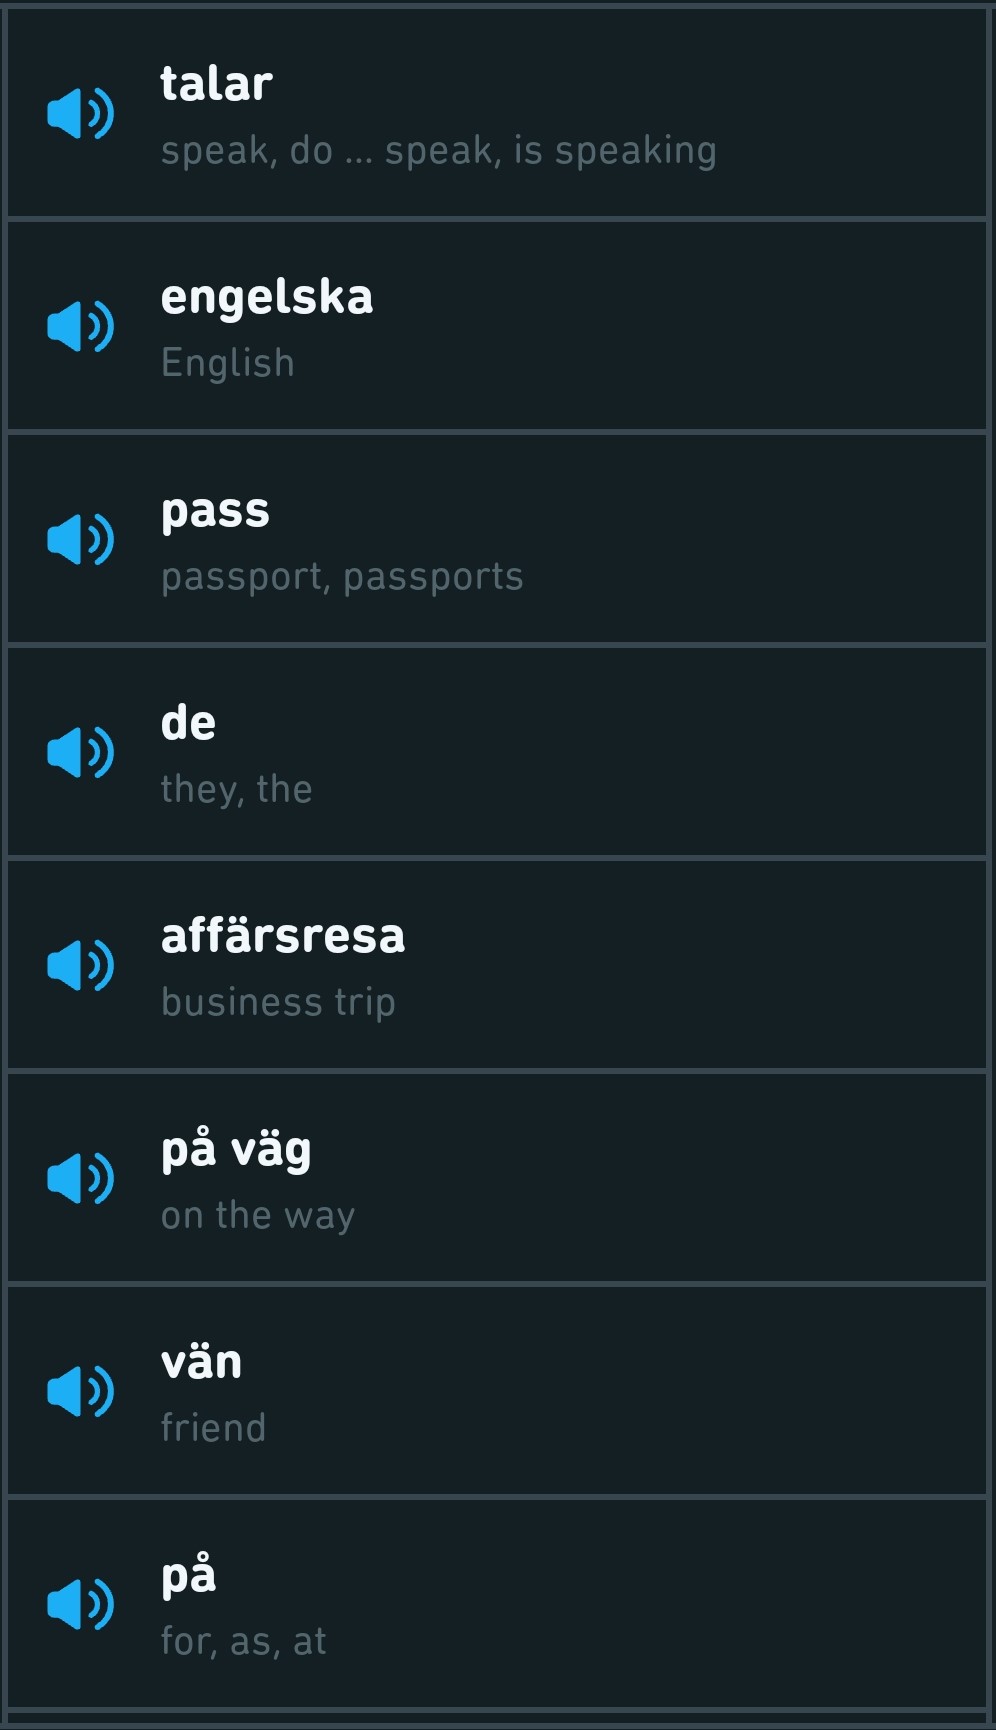 talar
speak, do ... speak, is speaking
engelska
English
pass
passport, passports
de
they, the
affärsresa
business trip
på väg
on the way
vän
friend
på
for, as, at